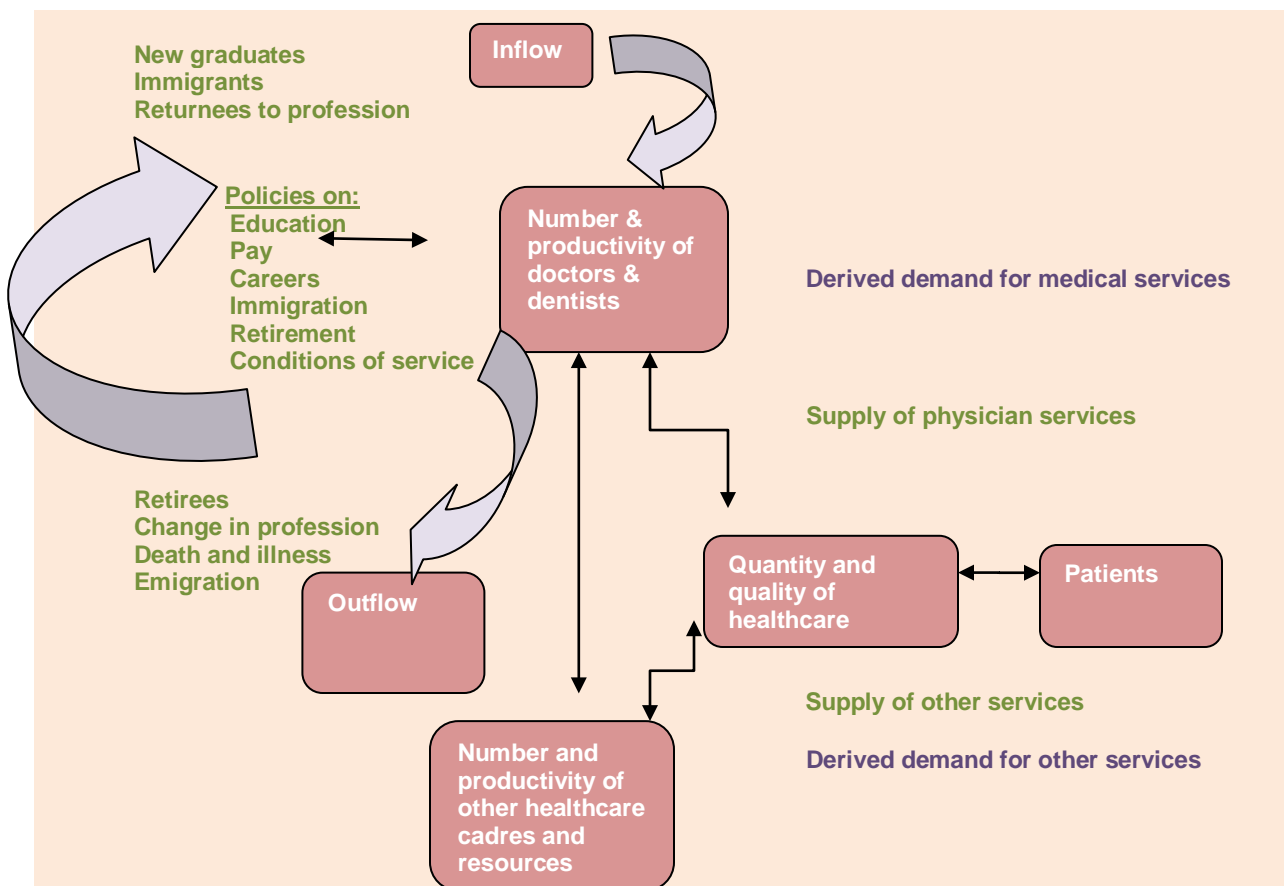 New graduates
Immigrants
Returnees to profession
Inflow
Policies on:
Education
Pay
Careers
Immigration
Retirement
Conditions of service
Number &
productivity of
doctors &
dentists
Derived demand for medical services
Supply of physician services
Retirees
Change in profession
Death and illness
Emigration
Outflow
Quantity and
quality of
healthcare
Patients
Supply of other services
Derived demand for other services
Number and
productivity of
other healthcare
cadres and
resources